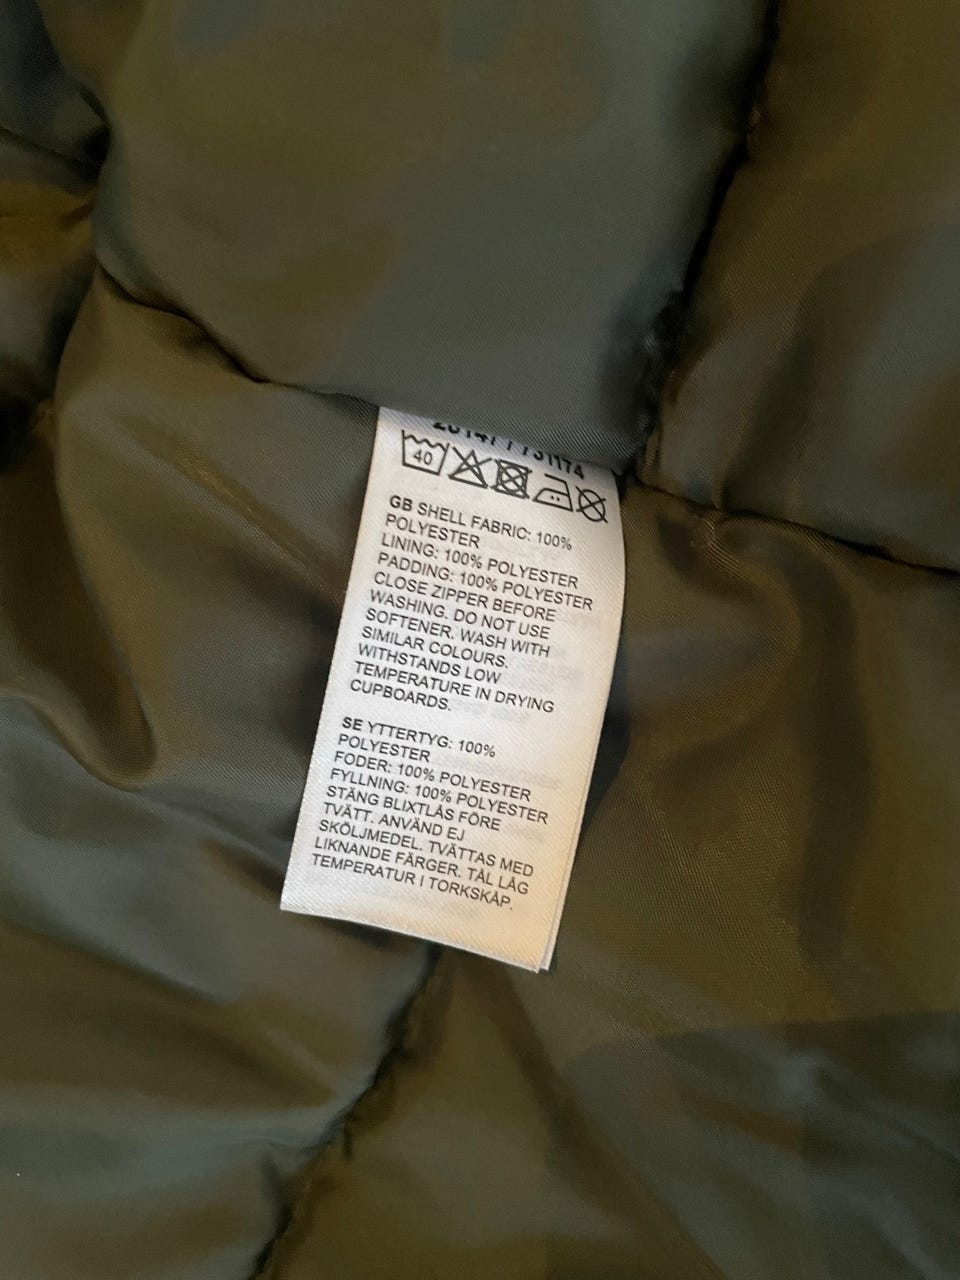 40
GB SHELL FABRIC: 100%
POLYESTER
LINING: 100% POLYESTER
PADDING: 100% POLYESTER
CLOSE ZIPPER BEFORE
WASHING. DO NOT USE
SOFTENER. WASH WITH
SIMILAR COLOURS.
WITHSTANDS LOW
TEMPERATURE IN DRYING
CUPBOARDS.
SE YTTERTYG: 100%
POLYESTER
FODER: 100% POLYESTER
FYLLNING: 100% POLYESTER
STÄNG BLIXTLÅS FÖRE
TVÄTT. ANVÄND EJ
SKÖLJMEDEL. TVÄTTAS MED
LIKNANDE FÄRGER. TÅL LÅG
TEMPERATUR I TORKSKÅP.